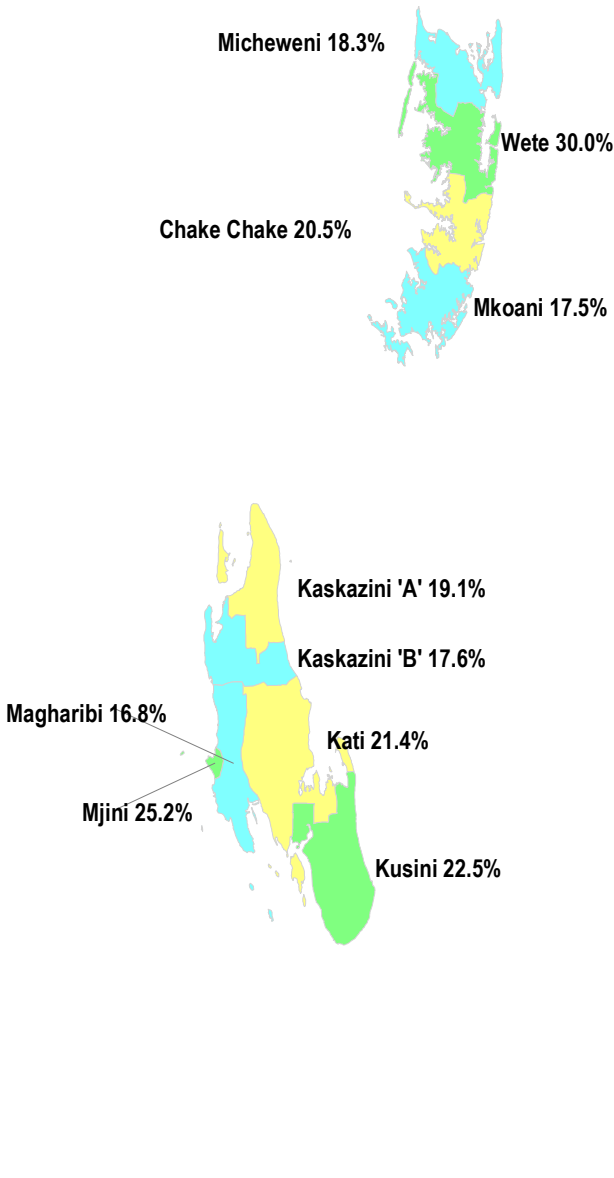 Micheweni 18.3%
Wete 30.0%
Chake Chake 20.5%
Mkoani 17.5%
Kaskazini 'A' 19.1%
Kaskazini 'B' 17.6%
Magharibi 16.8%
Kati 21.4%
Mjini 25.2%
Kusini 22.5%